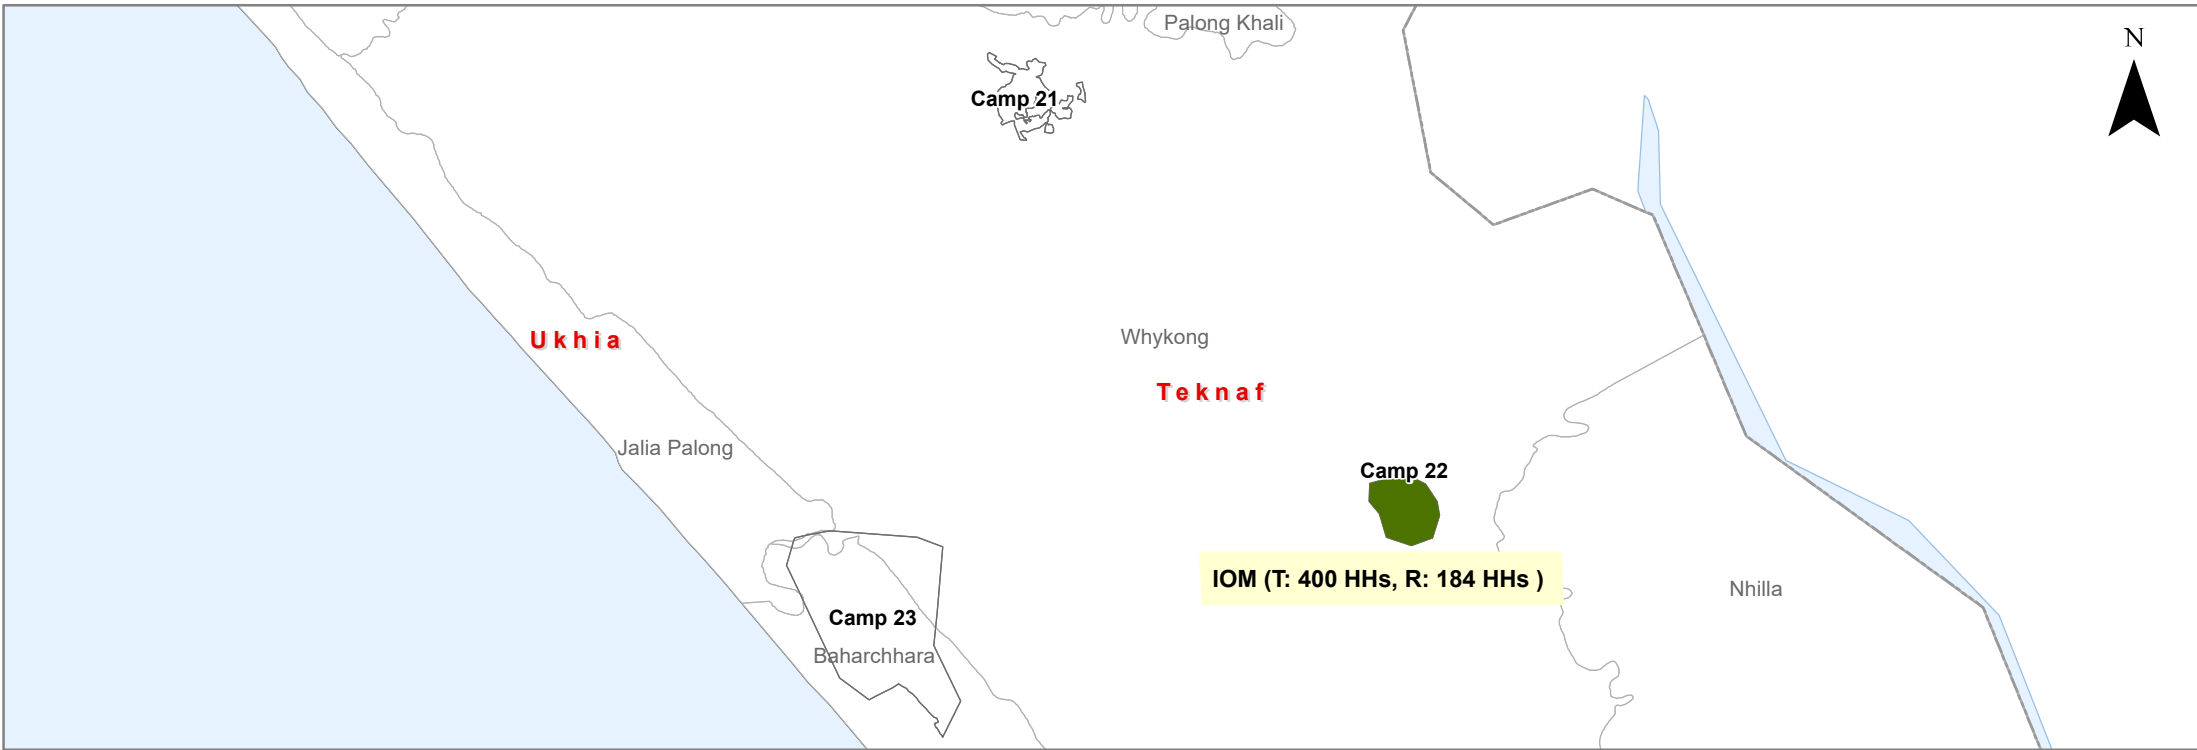 Palong Khali
N
Camp 21
Whykong
Ukhia
Teknaf
Jalia Palong
Camp 22
IOM (T: 400 HHs, R: 184 HHs )
Nhilla
Camp 23
Baharchhara